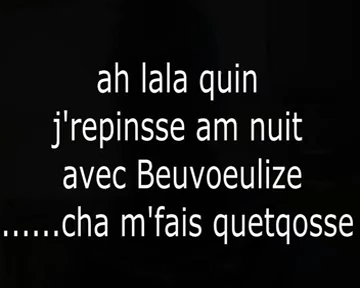 ah lala quin
j'repinsse am nuit
avec Beuvoeulize
......cha m'fais quetqosse